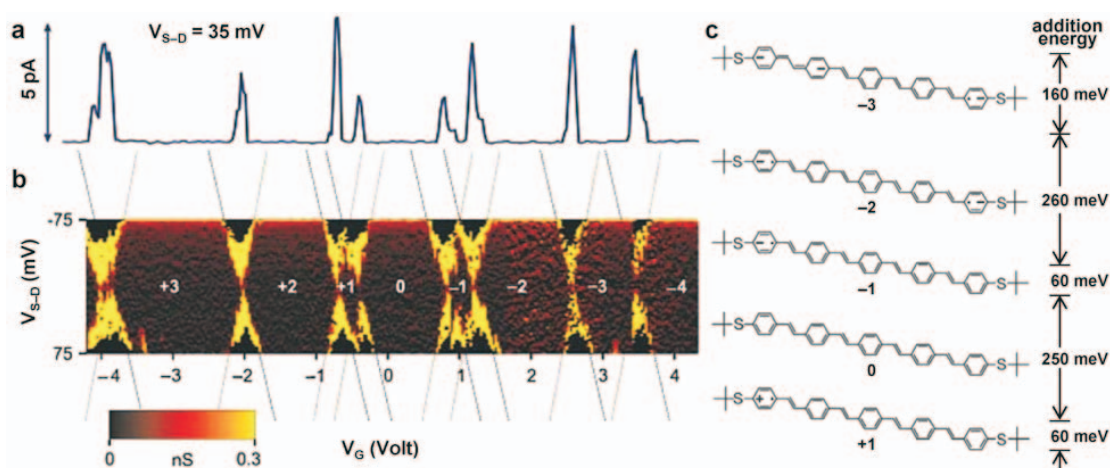 a
V_S–D = 35 mV
5 pA
b
-75
V_S–D (mV)
75
+3 +2 +1 0 –1 –2 –3 –4
–4 –3 –2 –1 0 1 2 3 4
V_G (Volt)
0 nS 0.3
c
addition
energy
S S
–3
160 meV
S S
–2
260 meV
S S
–1
60 meV
S S
0
250 meV
S S
+1
60 meV